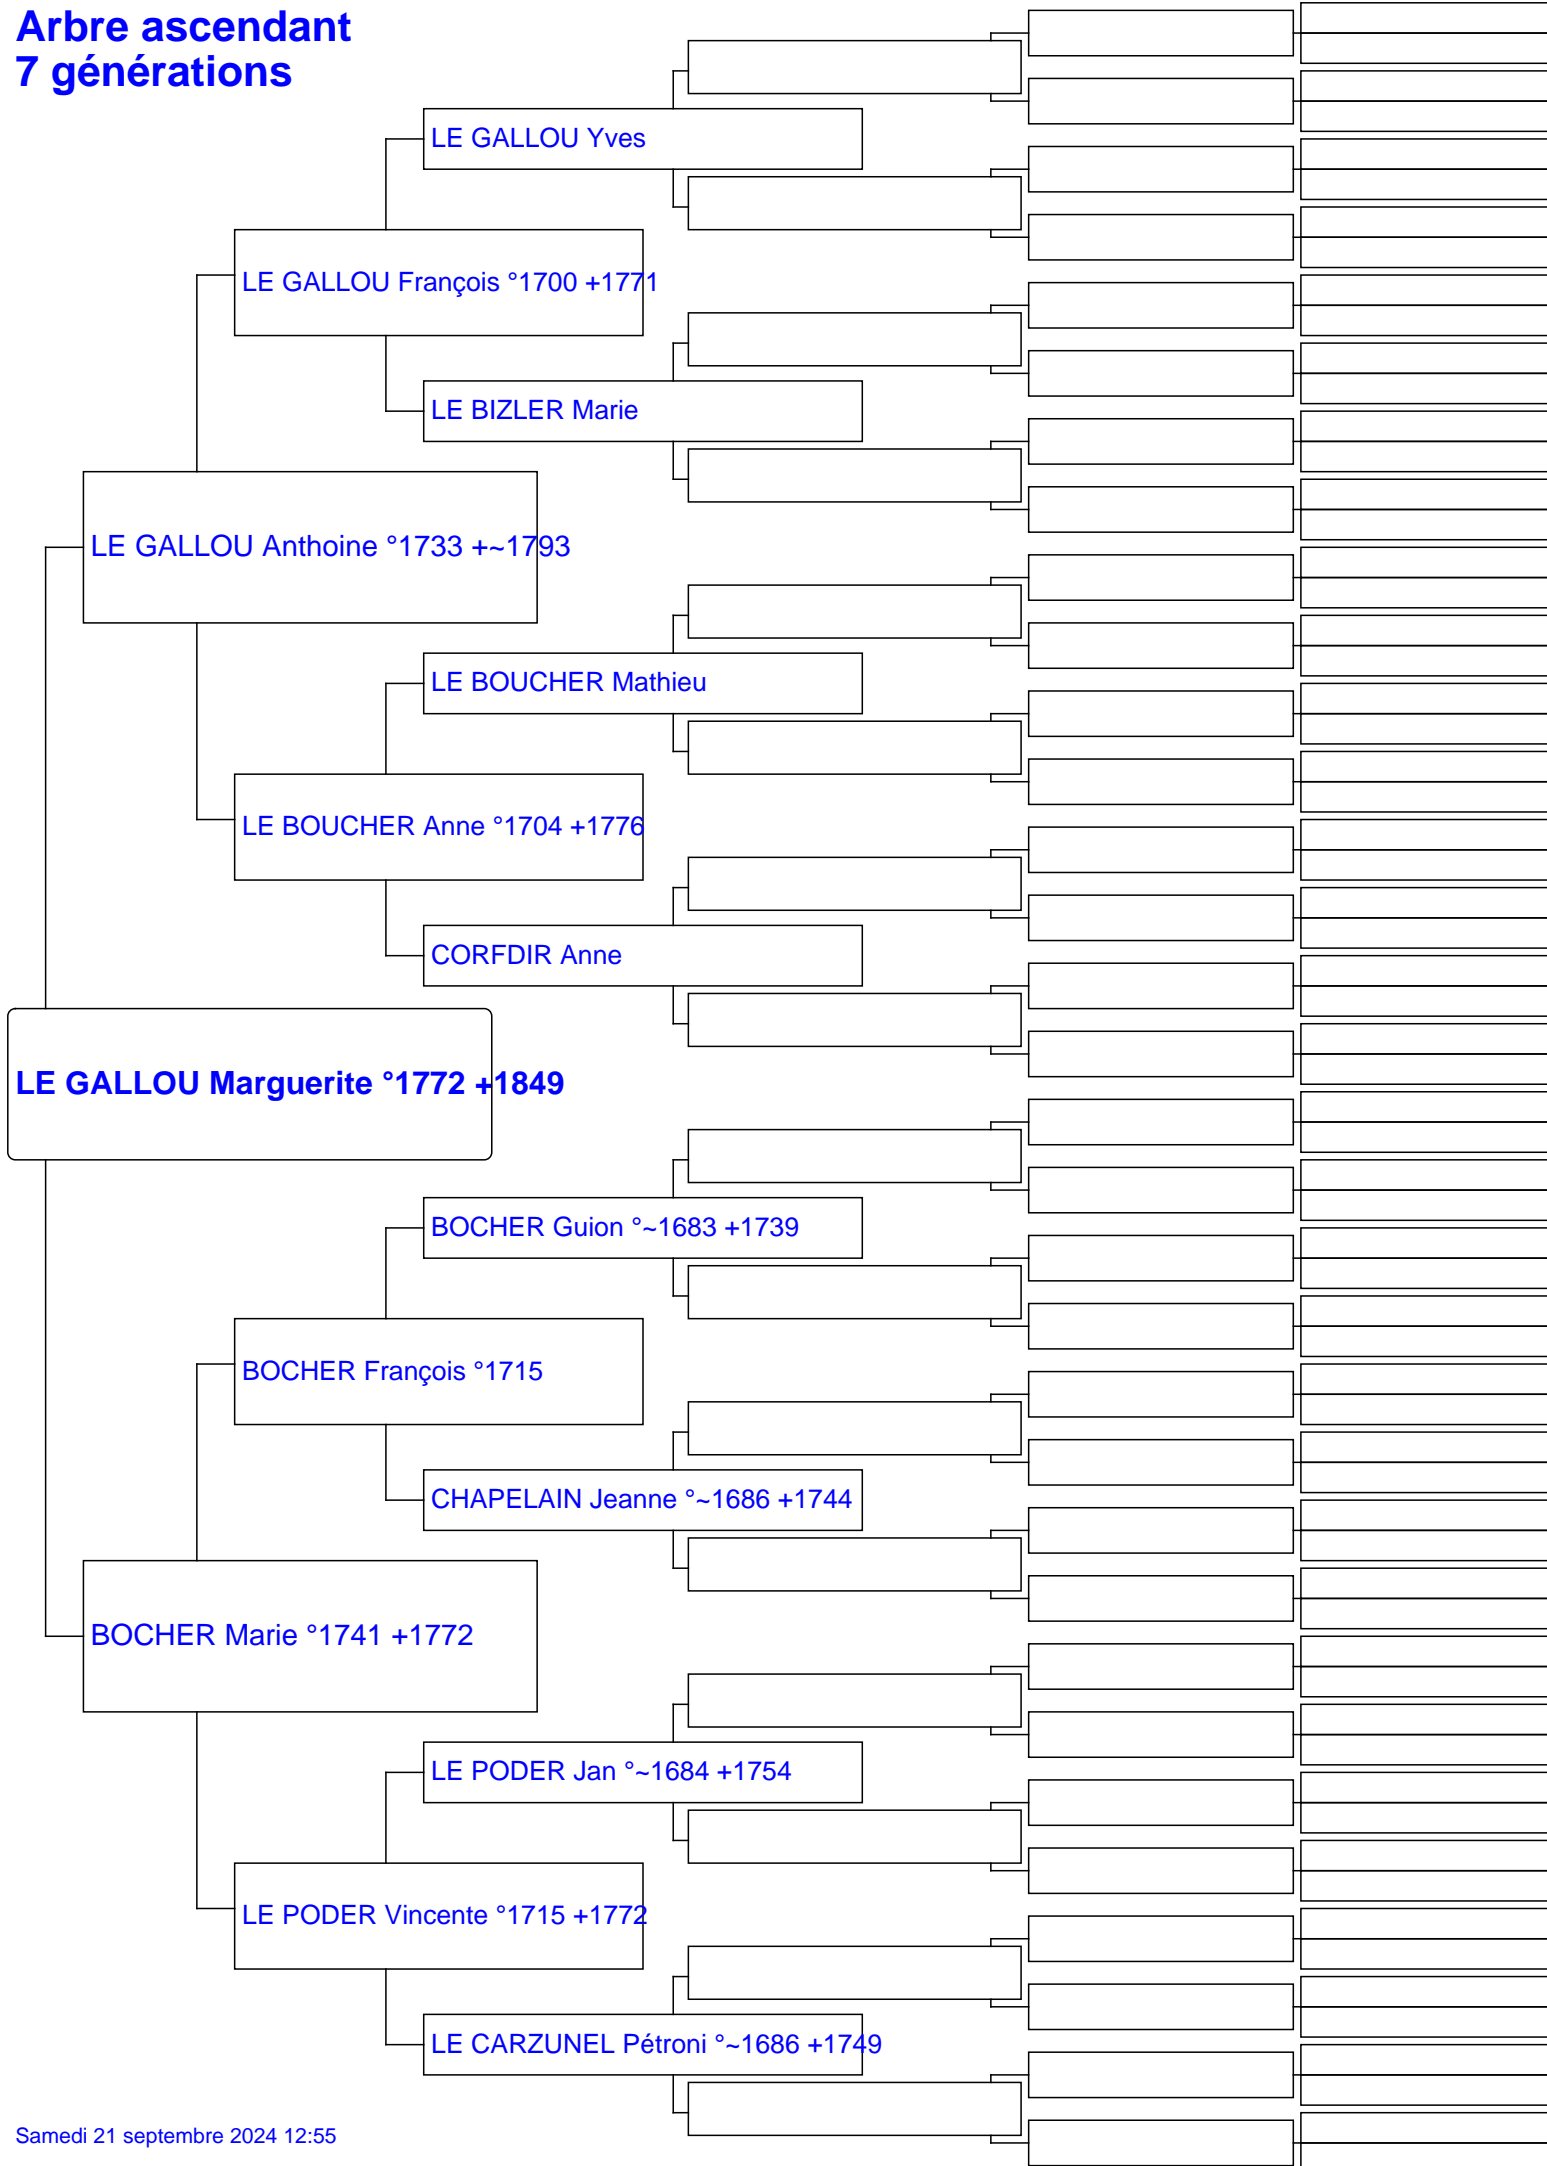 Arbre ascendant
7 générations
LE GALLOU Yves
LE GALLOU François °1700 +1771
LE BIZLER Marie
LE GALLOU Anthoine °1733 +~1793
LE BOUCHER Mathieu
LE BOUCHER Anne °1704 +1776
CORFDIR Anne
LE GALLOU Marguerite °1772 +1849
BOCHER Guion °~1683 +1739
BOCHER François °1715
CHAPELAIN Jeanne °~1686 +1744
BOCHER Marie °1741 +1772
LE PODER Jan °~1684 +1754
LE PODER Vincente °1715 +1772
LE CARZUNEL Pétroni °~1686 +1749
Samedi 21 septembre 2024 12:55